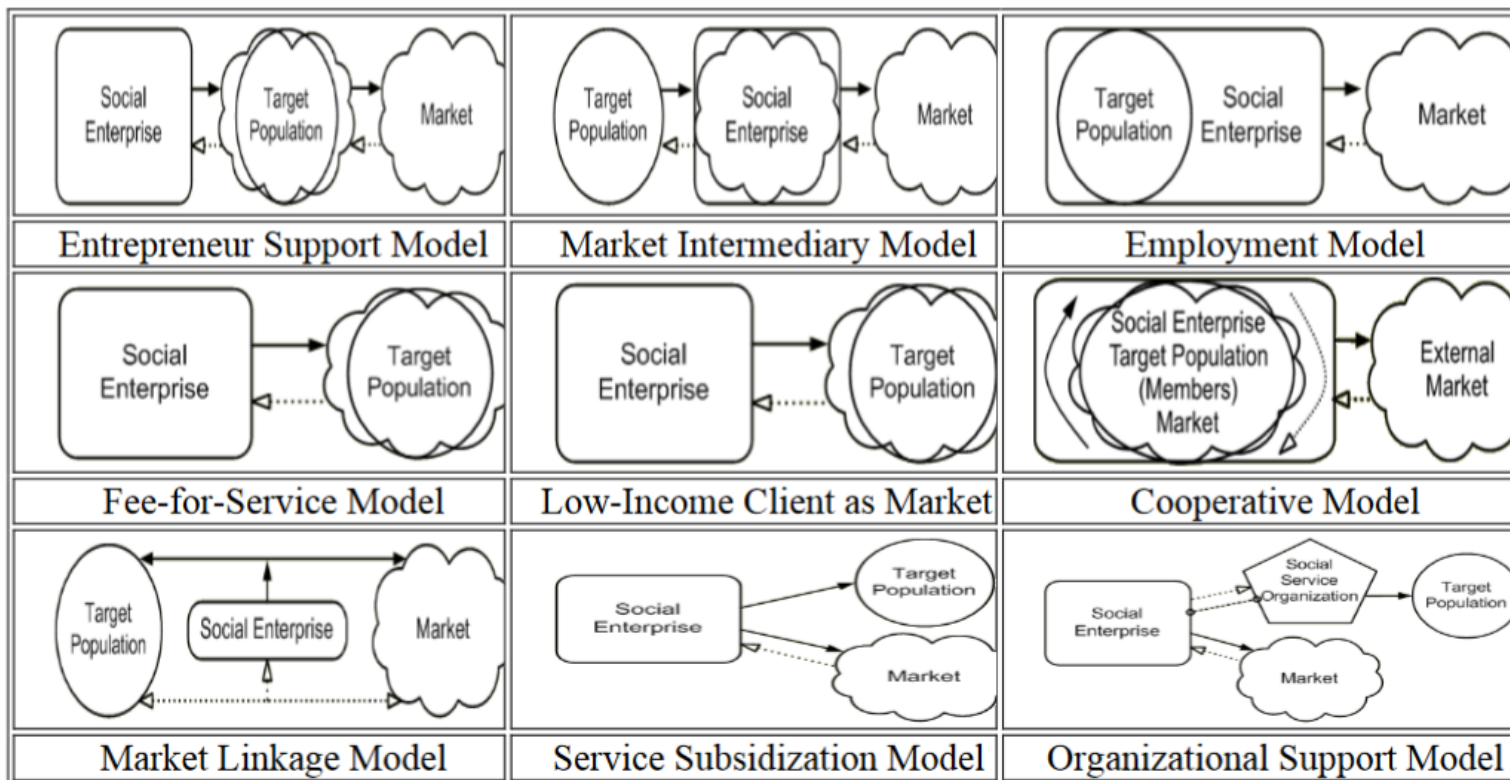 Social
Enterprise
Target
Population
Market
Target
Population
Social
Enterprise
Market
Target
Population
Social
Enterprise
Market
Entrepreneur Support Model
Market Intermediary Model
Employment Model
Social
Enterprise
Target
Population
Social
Enterprise
Target
Population
Social Enterprise
Target Population
(Members)
Market
External
Market
Fee-for-Service Model
Low-Income Client as Market
Cooperative Model
Target
Population
Social Enterprise
Market
Social
Enterprise
Target
Population
Market
Social
Enterprise
Social
Service
Organization
Target
Population
Market
Market Linkage Model
Service Subsidization Model
Organizational Support Model